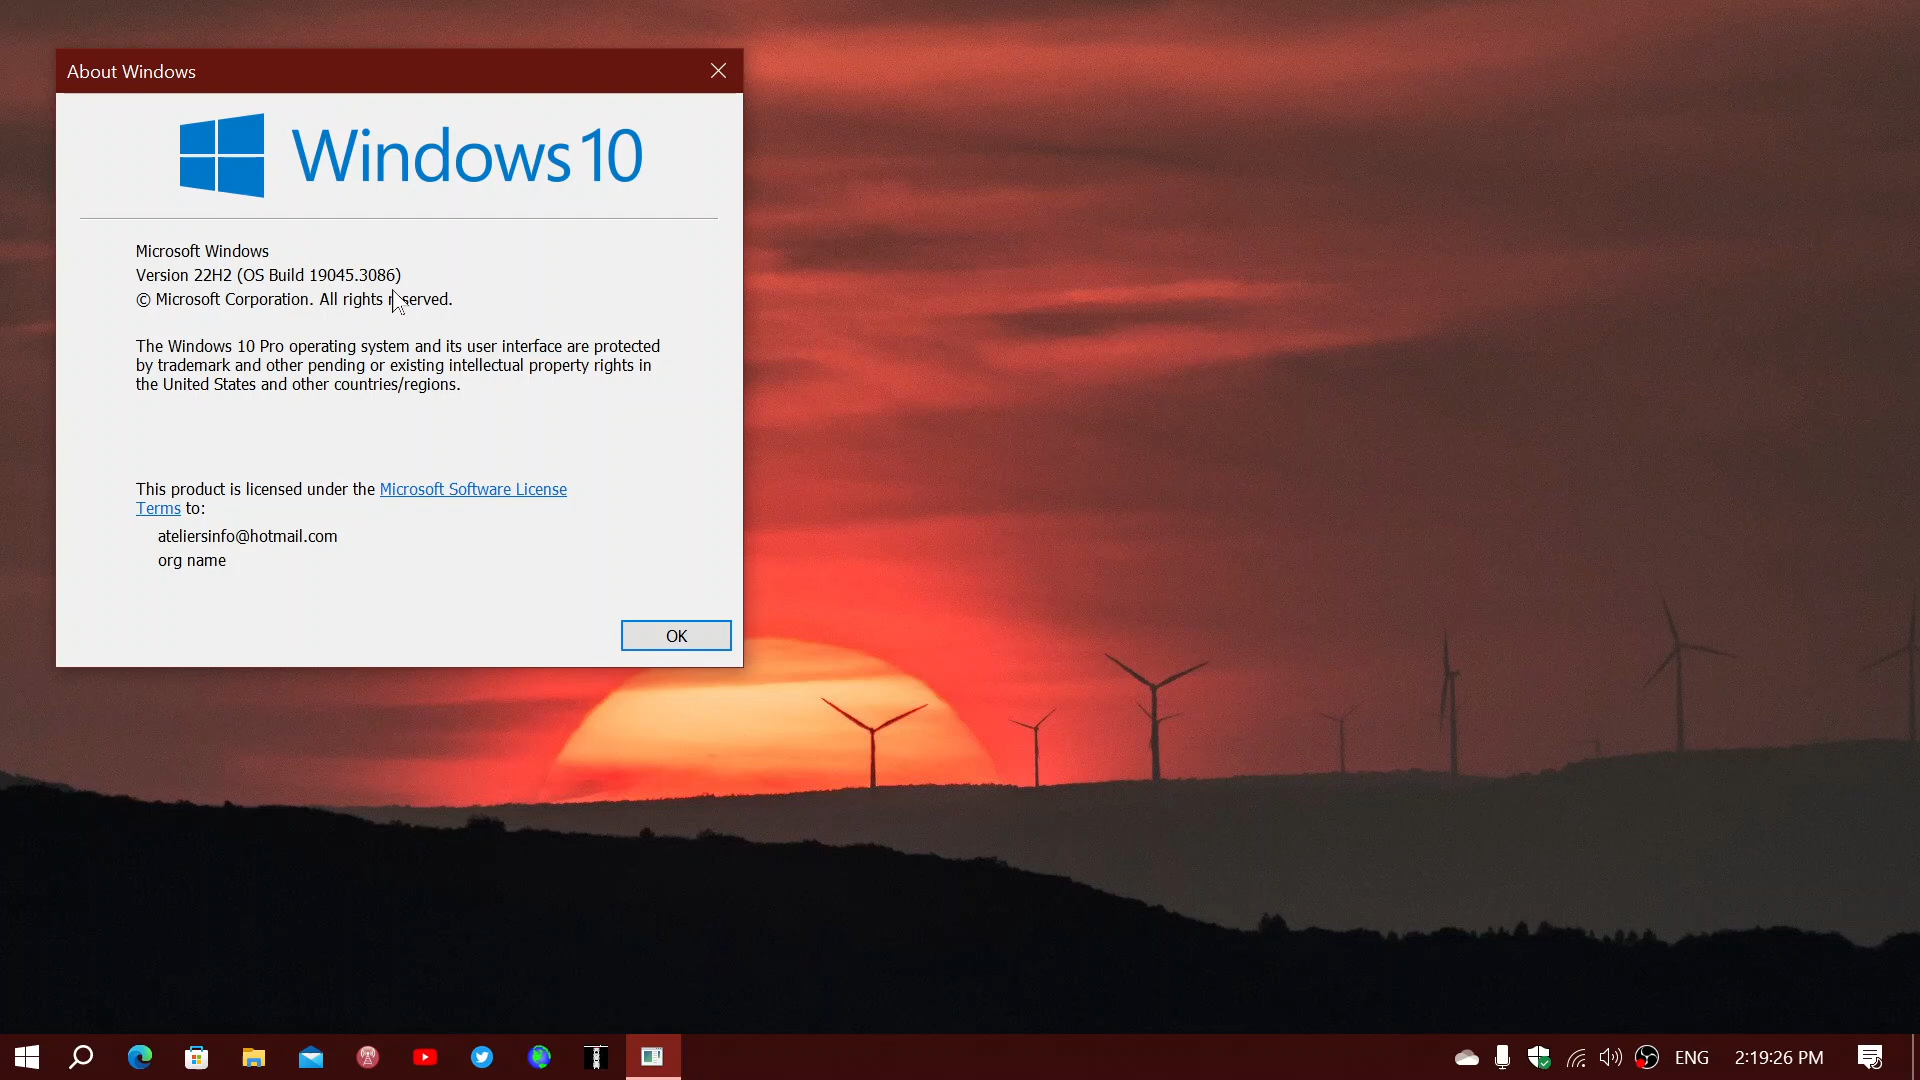 About Windows
Windows 10
Microsoft Windows
Version 22H2 (OS Build 19045.3086)
© Microsoft Corporation. All rights reserved.
The Windows 10 Pro operating system and its user interface are protected
by trademark and other pending or existing intellectual property rights in
the United States and other countries/regions.
This product is licensed under the Microsoft Software License
Terms to:
ateliersinfo@hotmail.com
org name
OK
ENG 2:19:26 PM